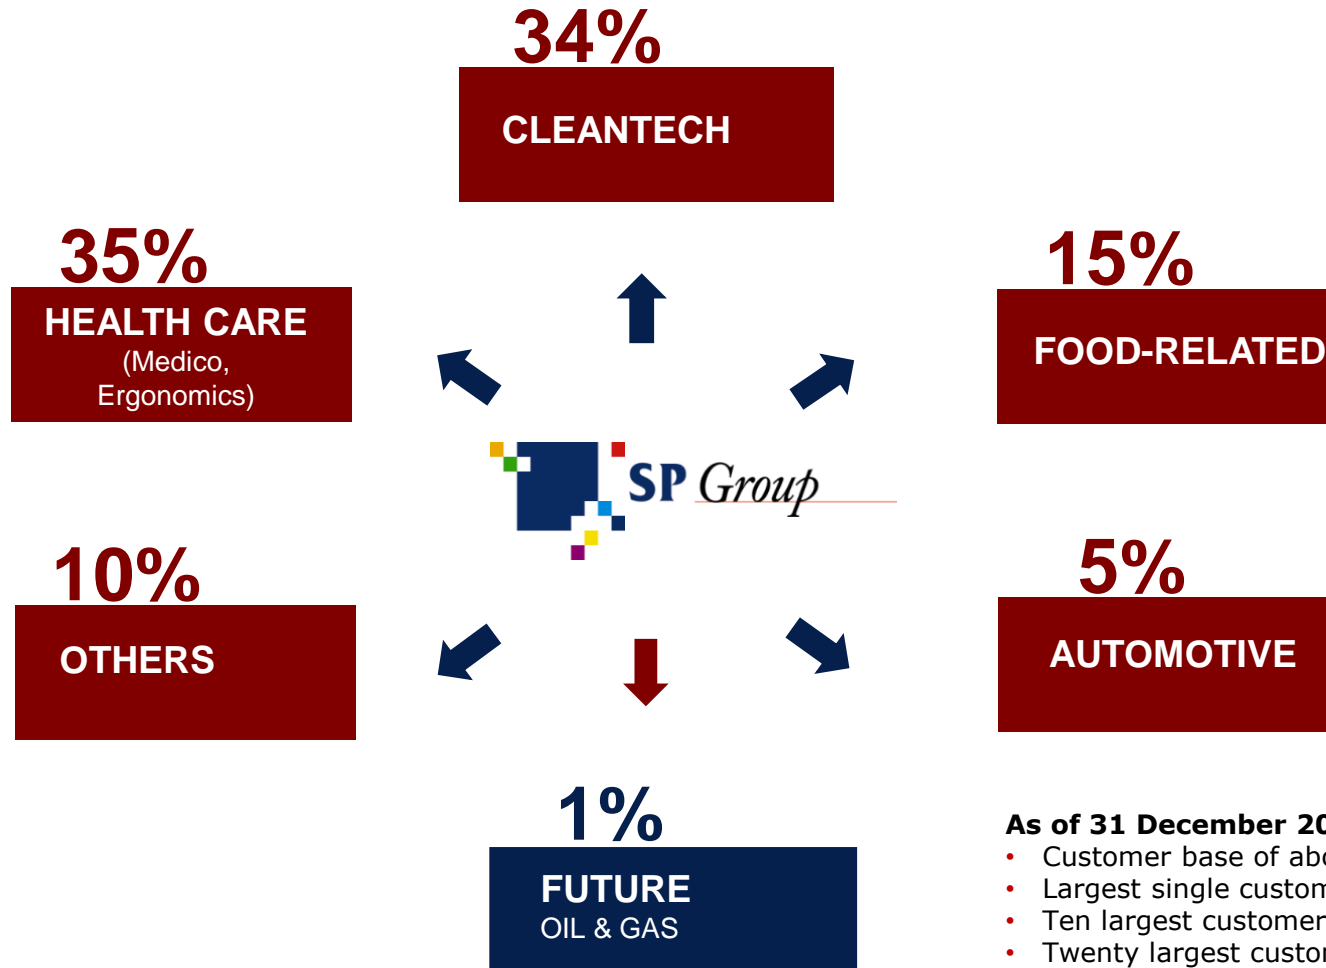 34%
CLEANTECH
35%
HEALTH CARE
(Medico,
Ergonomics)
15%
FOOD-RELATED
SP Group
10%
OTHERS
5%
AUTOMOTIVE
1%
FUTURE
OIL & GAS
As of 31 December
• Customer base of
• Largest single
• Ten largest customer
• Twenty largest